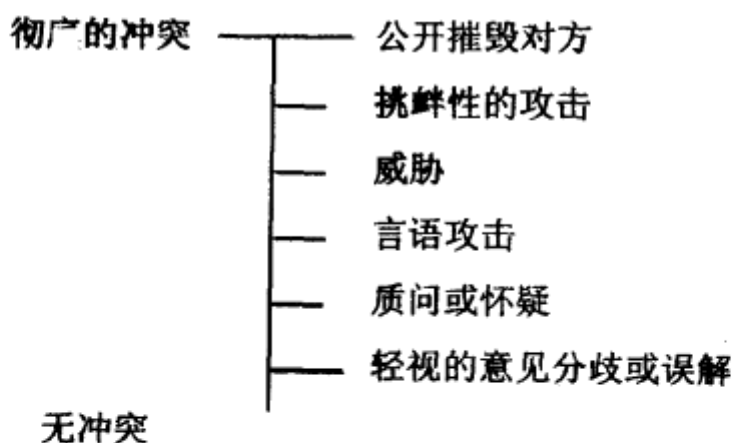 彻广的冲突
公开摧毁对方
挑衅性的攻击
威胁
言语攻击
质问或怀疑
轻视的意见分歧或误解
无冲突